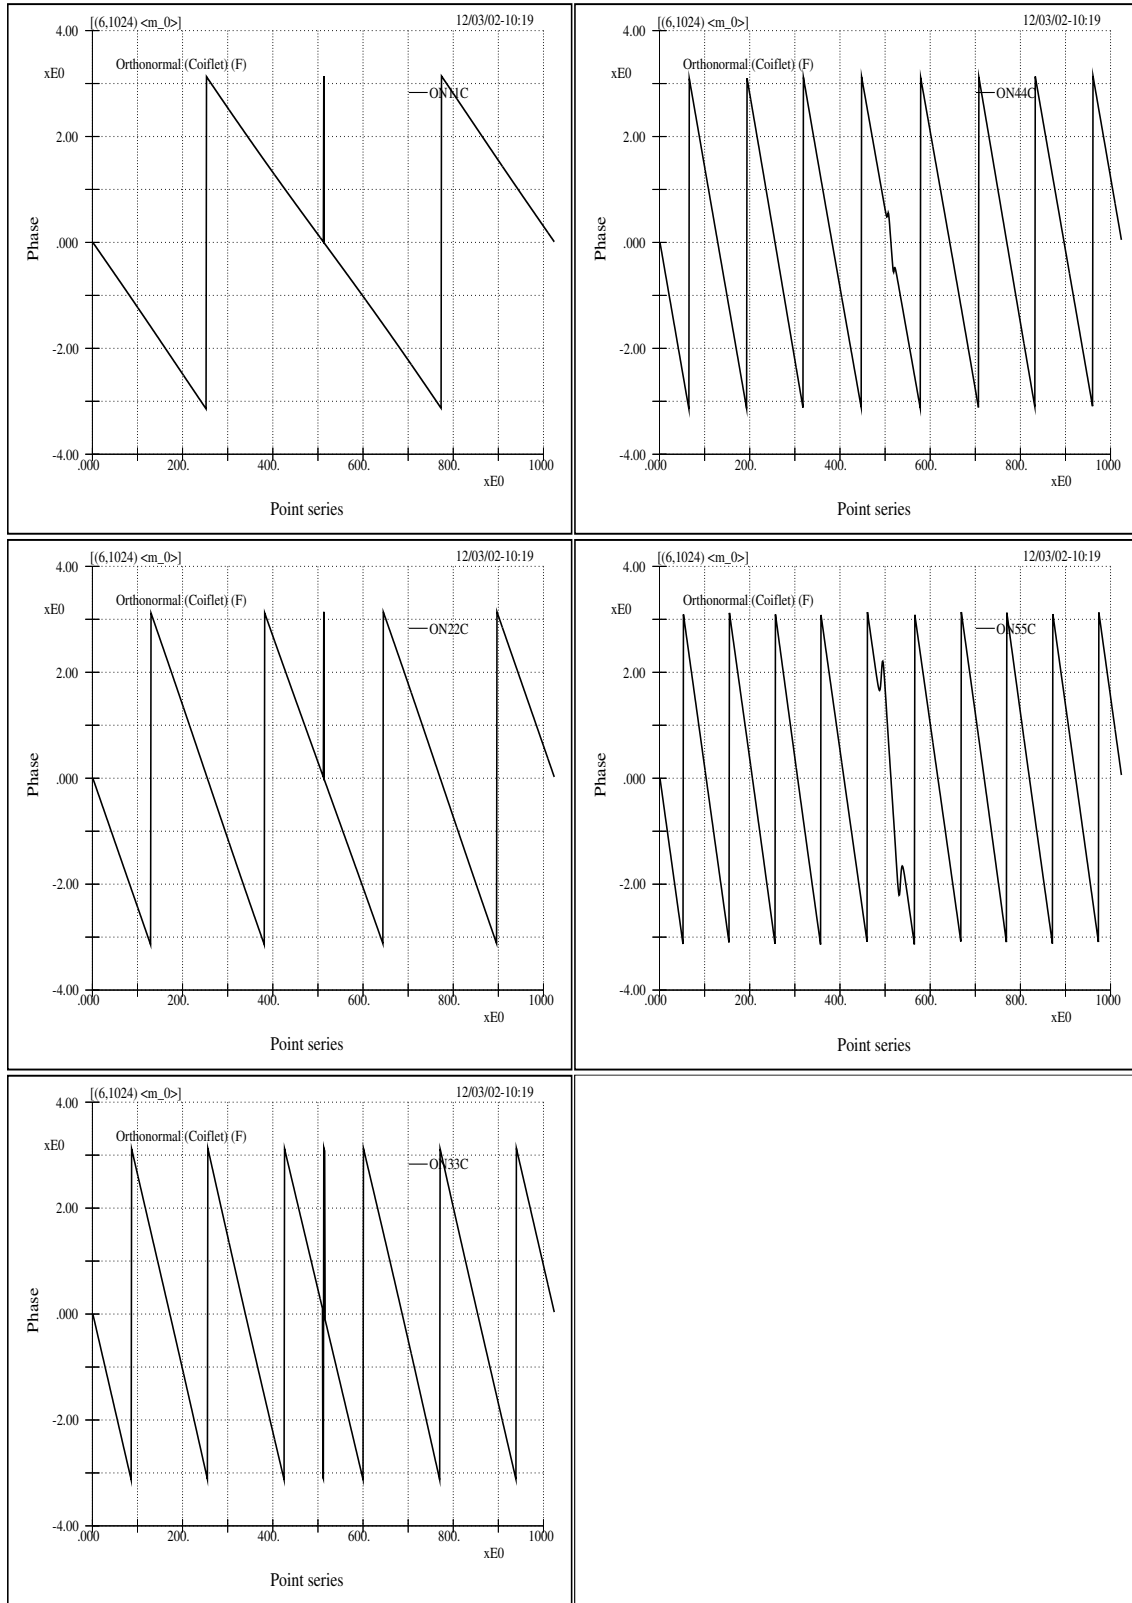 [(6,1024) <m_0>] 12/03/02-10:19
4.00
Orthonormal (Coiflet) (F)
xE0
ON11C
2.00
.000
Phase
-2.00
-4.00
.000 200. 400. 600. 800. 1000
xE0
Point series
[(6,1024) <m_0>] 12/03/02-10:19
4.00
Orthonormal (Coiflet) (F)
xE0
ON44C
2.00
.000
Phase
-2.00
-4.00
.000 200. 400. 600. 800. 1000
xE0
Point series
[(6,1024) <m_0>] 12/03/02-10:19
4.00
Orthonormal (Coiflet) (F)
xE0
ON22C
2.00
.000
Phase
-2.00
-4.00
.000 200. 400. 600. 800. 1000
xE0
Point series
[(6,1024) <m_0>] 12/03/02-10:19
4.00
Orthonormal (Coiflet) (F)
xE0
ON55C
2.00
.000
Phase
-2.00
-4.00
.000 200. 400. 600. 800. 1000
xE0
Point series
[(6,1024) <m_0>] 12/03/02-10:19
4.00
Orthonormal (Coiflet) (F)
xE0
ON33C
2.00
.000
Phase
-2.00
-4.00
.000 200. 400. 600. 800. 1000
xE0
Point series